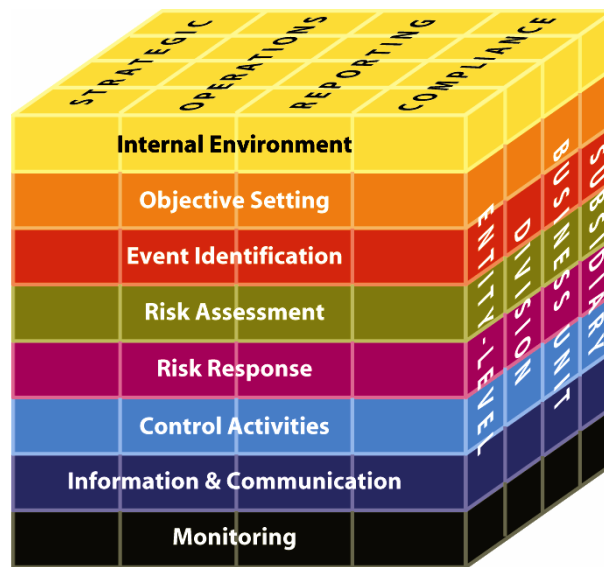 STRATEGIC
OPERATIONS
REPORTING
COMPLIANCE
Internal Environment
Objective Setting
Event Identification
Risk Assessment
Risk Response
Control Activities
Information & Communication
Monitoring
ENTITY-LEVEL
DIVISION
BUSINESS UNIT
SUBSIDIARY